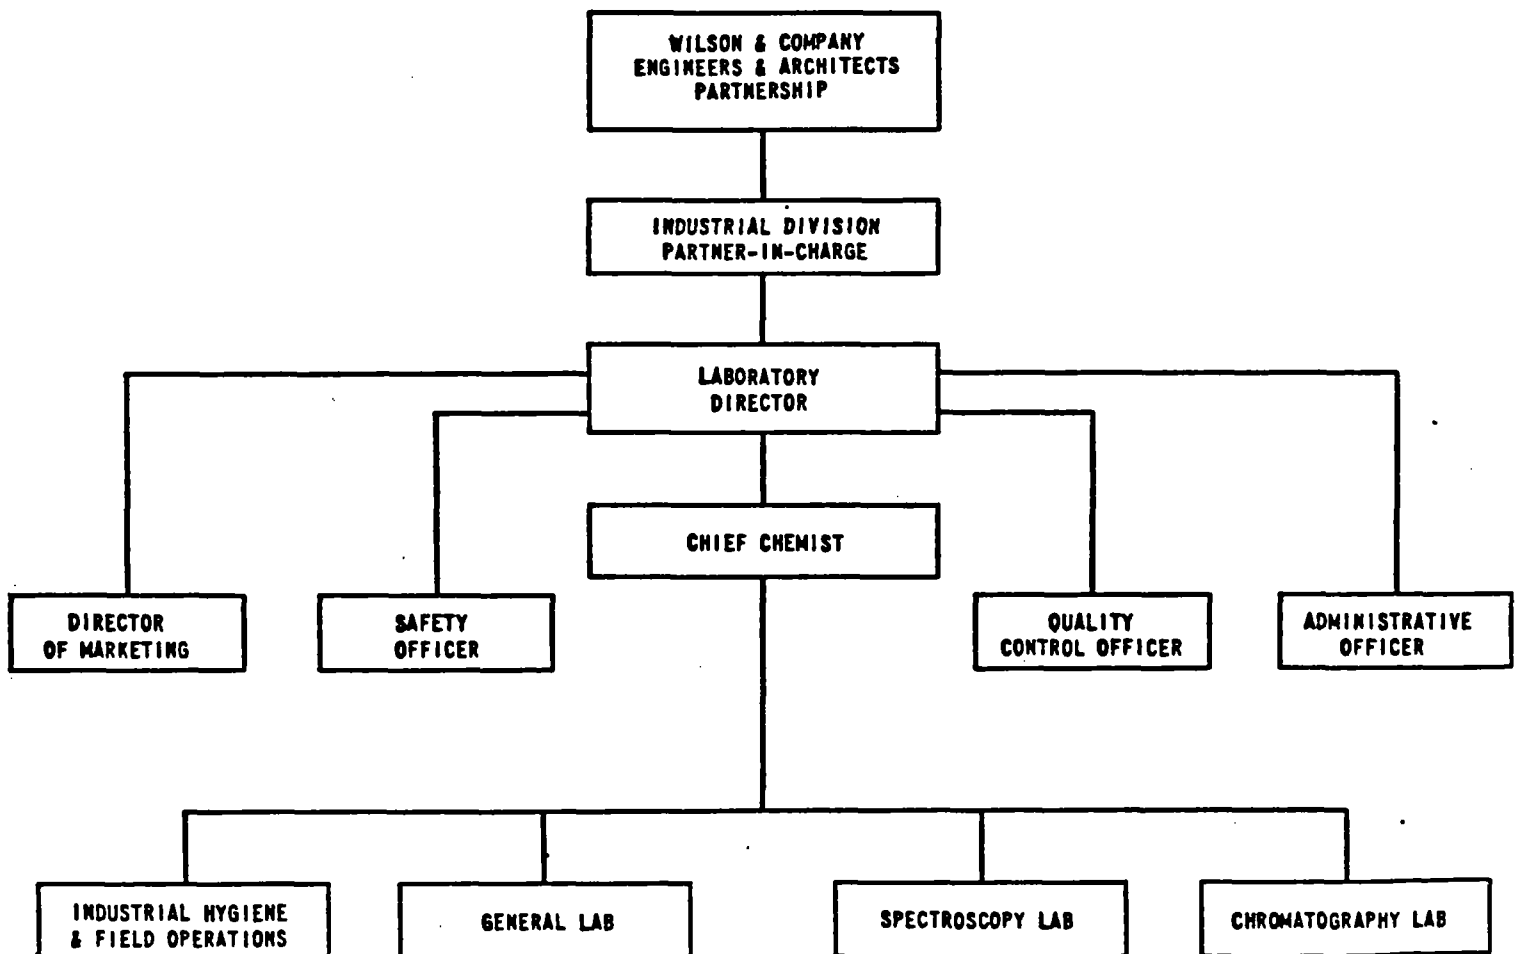 WILSON & COMPANY
ENGINEERS & ARCHITECTS
PARTNERSHIP
INDUSTRIAL DIVISION
PARTNER-IN-CHARGE
LABORATORY
DIRECTOR
CHIEF CHEMIST
DIRECTOR
OF MARKETING
SAFETY
OFFICER
QUALITY
CONTROL OFFICER
ADMINISTRATIVE
OFFICER
INDUSTRIAL HYGIENE
& FIELD OPERATIONS
GENERAL LAB
SPECTROSCOPY LAB
CHROMATOGRAPHY LAB